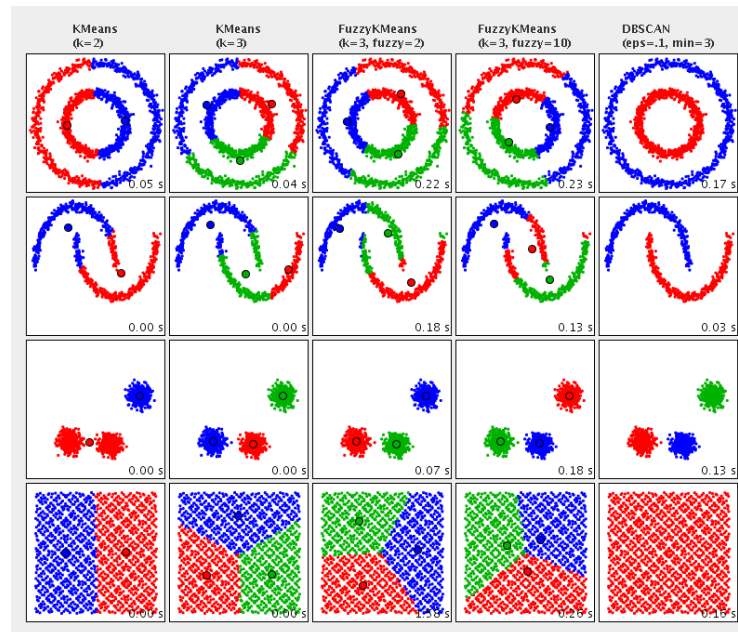 KMeans (k=2)
KMeans (k=3)
FuzzyKMeans (k=3, fuzzy=2)
FuzzyKMeans (k=3, fuzzy=10)
DBSCAN (eps=.1, min=3)
0.05 s
0.04 s
0.22 s
0.23 s
0.17 s
0.00 s
0.00 s
0.18 s
0.13 s
0.03 s
0.00 s
0.00 s
0.07 s
0.18 s
0.13 s
0.00 s
0.00 s
1.58 s
0.26 s
0.16 s